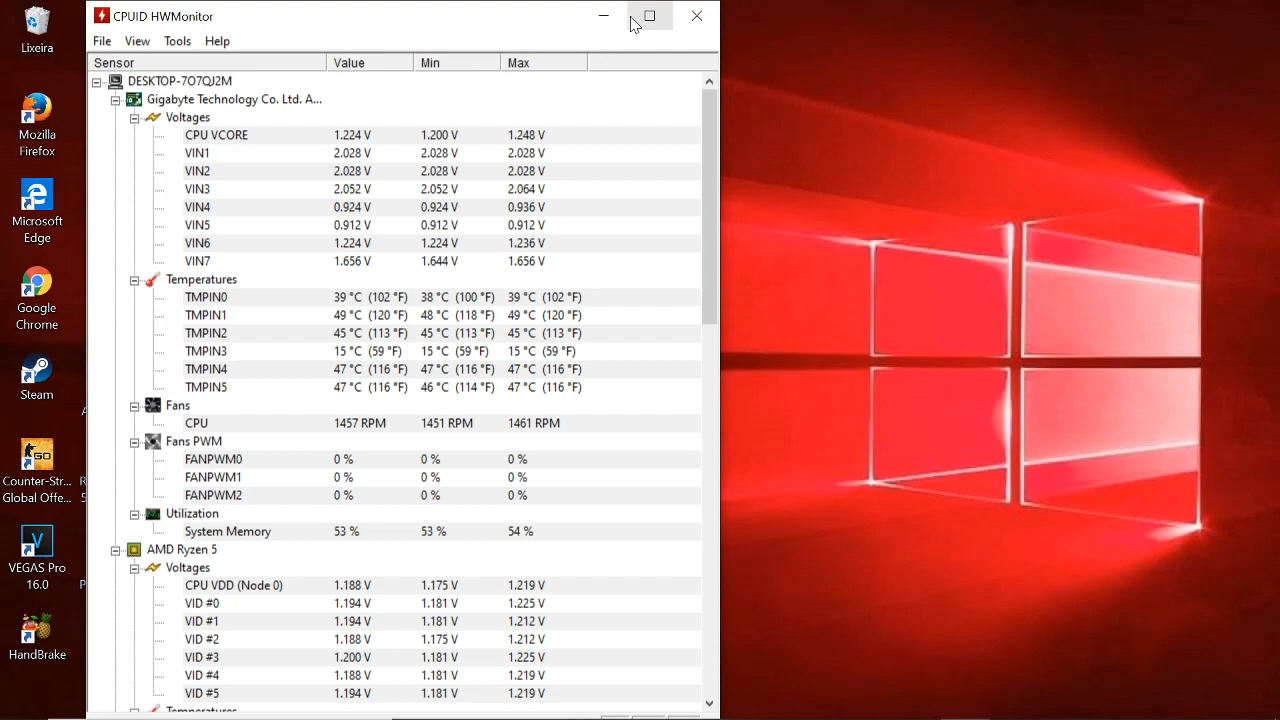 Lixeira
Mozilla
Firefox
Microsoft
Edge
Google
Chrome
Steam
Counter-Str...
Global Offe...
VEGAS Pro
16.0
HandBrake
CPUID HWMonitor
File View Tools Help
Sensor Value Min Max
DESKTOP-7O7QJ2M
Gigabyte Technology Co. Ltd. A...
Voltages
CPU VCORE 1.224 V 1.200 V 1.248 V
VIN1 2.028 V 2.028 V 2.028 V
VIN2 2.028 V 2.028 V 2.028 V
VIN3 2.052 V 2.052 V 2.064 V
VIN4 0.924 V 0.924 V 0.936 V
VIN5 0.912 V 0.912 V 0.912 V
VIN6 1.224 V 1.224 V 1.236 V
VIN7 1.656 V 1.644 V 1.656 V
Temperatures
TMPIN0 39 °C (102 °F) 38 °C (100 °F) 39 °C (102 °F)
TMPIN1 49 °C (120 °F) 48 °C (118 °F) 49 °C (120 °F)
TMPIN2 45 °C (113 °F) 45 °C (113 °F) 45 °C (113 °F)
TMPIN3 15 °C (59 °F) 15 °C (59 °F) 15 °C (59 °F)
TMPIN4 47 °C (116 °F) 47 °C (116 °F) 47 °C (116 °F)
TMPIN5 47 °C (116 °F) 46 °C (114 °F) 47 °C (116 °F)
Fans
CPU 1457 RPM 1451 RPM 1461 RPM
Fans PWM
FANPWM0 0 % 0 % 0 %
FANPWM1 0 % 0 % 0 %
FANPWM2 0 % 0 % 0 %
Utilization
System Memory 53 % 53 % 54 %
AMD Ryzen 5
Voltages
CPU VDD (Node 0) 1.188 V 1.175 V 1.219 V
VID #0 1.194 V 1.181 V 1.225 V
VID #1 1.194 V 1.181 V 1.212 V
VID #2 1.188 V 1.175 V 1.212 V
VID #3 1.200 V 1.181 V 1.225 V
VID #4 1.188 V 1.181 V 1.219 V
VID #5 1.194 V 1.181 V 1.219 V
Temperatures